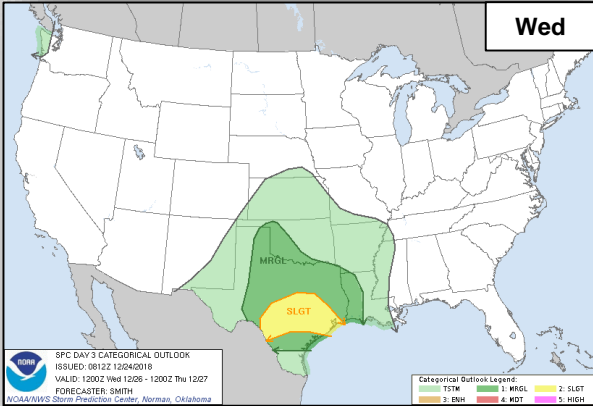 Wed
MRGL
SLGT
NOAA
SPC DAY 3 CATEGORICAL OUTLOOK
ISSUED: 0812Z 12/24/2018
VALID: 1200Z Wed 12/26 - 1200Z Thu 12/27
FORECASTER: SMITH
NOAA/NWS Storm Prediction Center, Norman, Oklahoma
Categorical Outlook Legend:
TSTM 1: MRGL 2: SLGT
3: ENH 4: MDT 5: HIGH